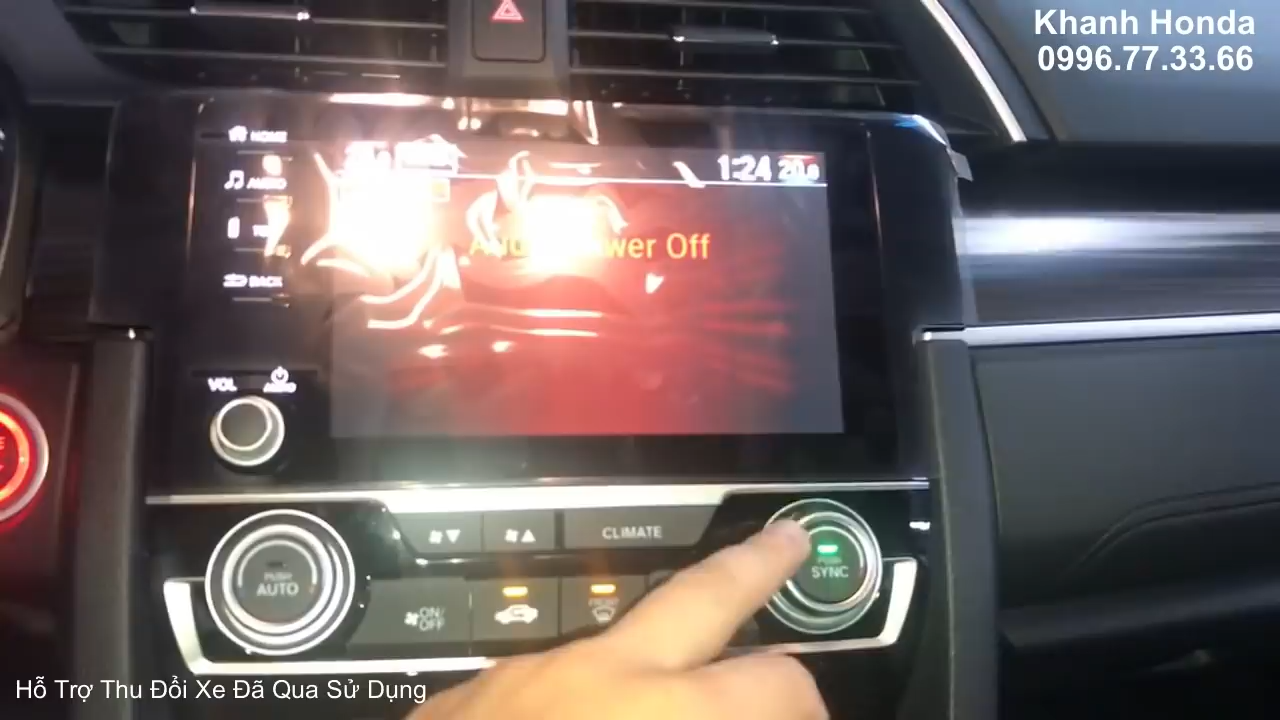 Khanh Honda
0996.77.33.66
HOME
1:24
AUDIO
wer Off
BACK
VOL
AUDIO
CLIMATE
PUSH
AUTO
PUSH
SYNC
ON/
OFF
FRONT
Hỗ Trợ Thu Đổi Xe Đã Qua Sử Dụng